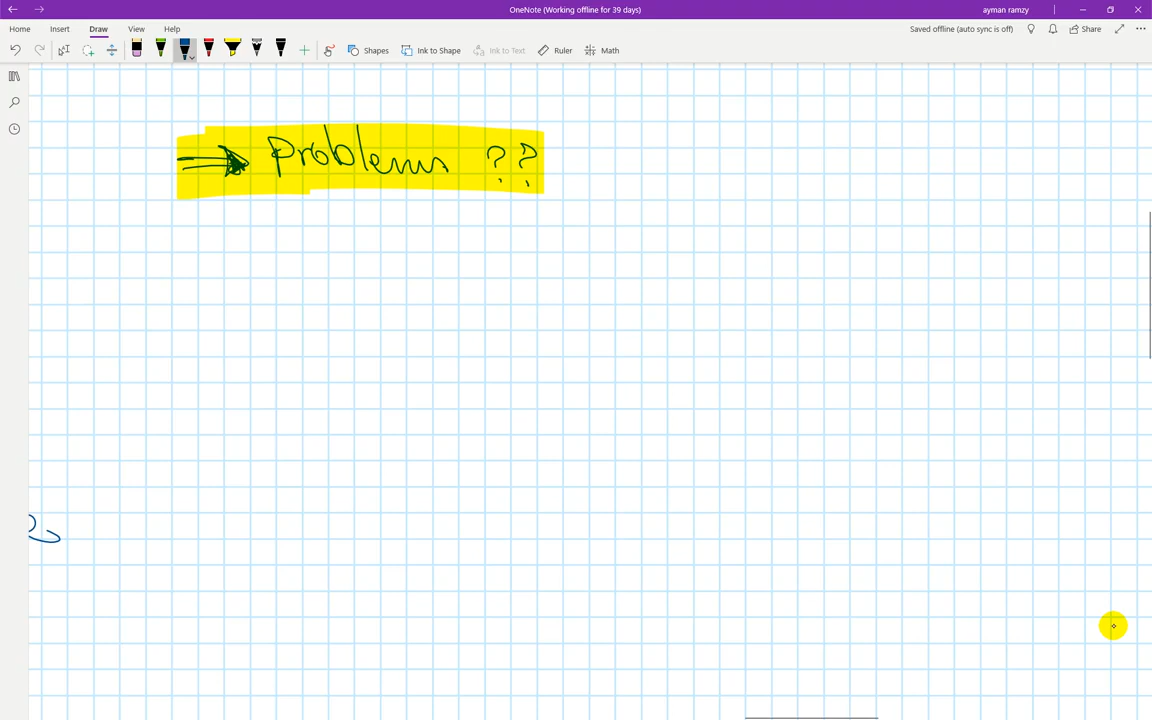 OneNote (Working offline for 39 days)
ayman ramzy
Home Insert Draw View Help
Saved offline (auto sync is off) Share
Shapes Ink to Shape Ink to Text Ruler Math
⇒ Problems ? ?